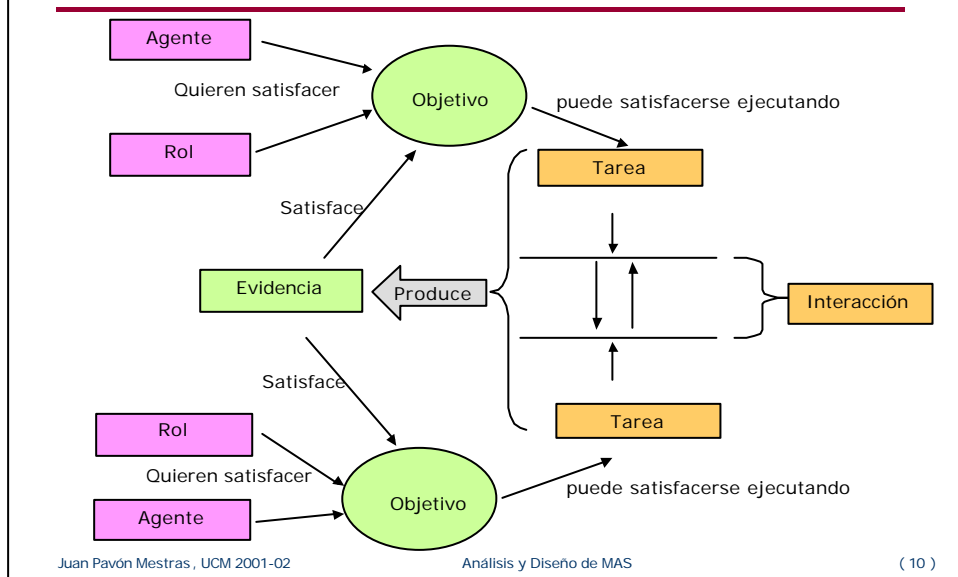 Agente
Quieren satisfacer
Objetivo
puede satisfacerse ejecutando
Rol
Tarea
Satisface
Evidencia
Produce
Interacción
Satisface
Rol
Tarea
Quieren satisfacer
Objetivo
puede satisfacerse ejecutando
Agente
Juan Pavón Mestras, UCM 2001-02
Análisis y Diseño de MAS
( 10 )